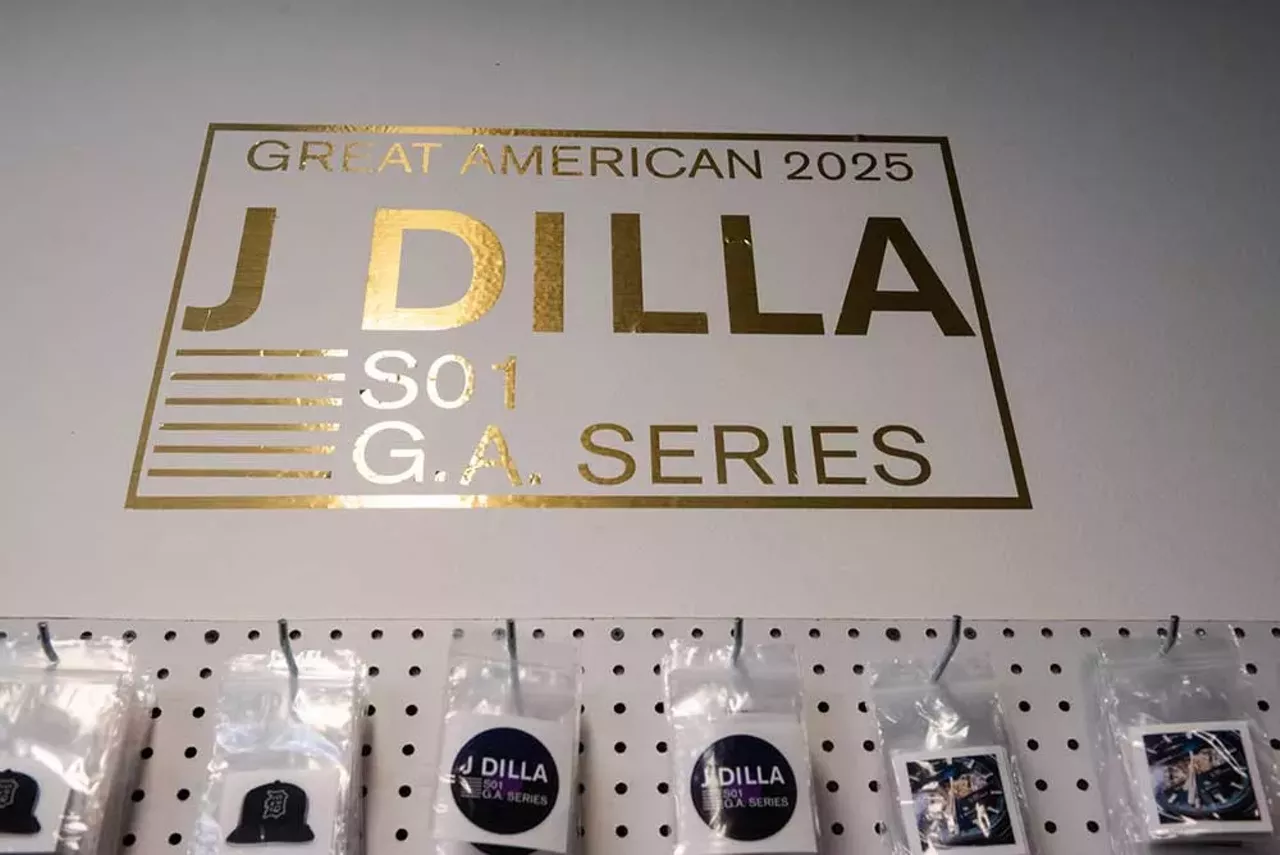 GREAT AMERICAN 2025
J DILLA
S01
G.A. SERIES
J DILLA
S01
G.A. SERIES
J DILLA
S01
G.A. SERIES